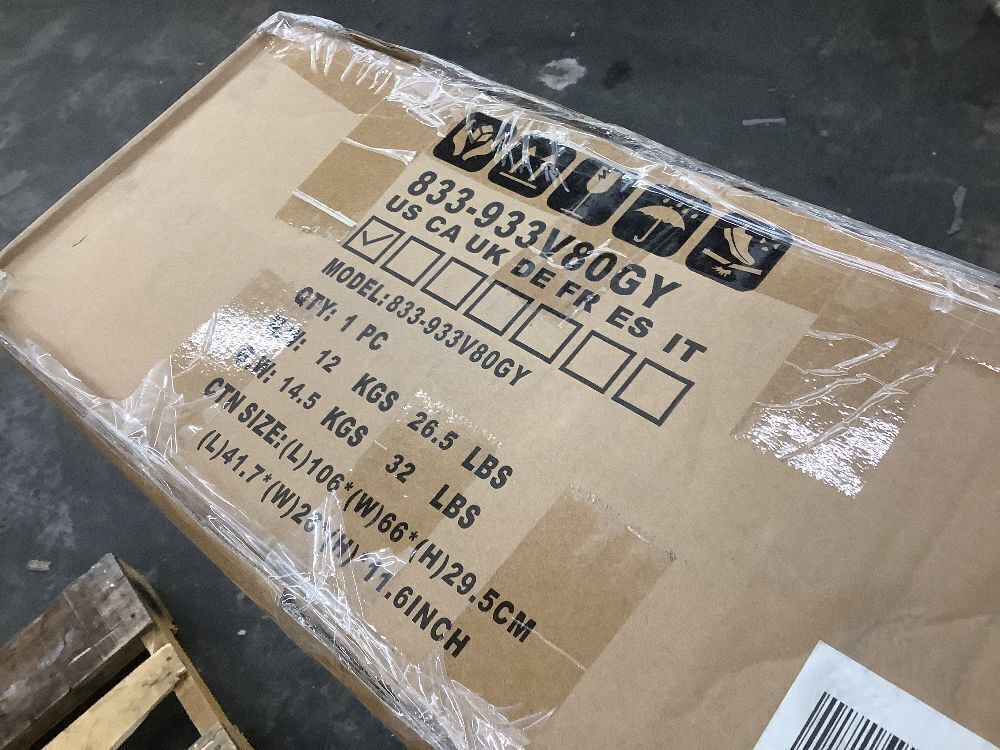 833-933V80GY
US CA UK DE FR ES IT
MODEL:833-933V80GY
QTY: 1 PC
N.W: 12 KGS 26.5 LBS
G.W: 14.5 KGS 32 LBS
CTN SIZE:(L)106*(W)66*(H)29.5CM
(L)41.7*(W)26*(H)*11.6INCH